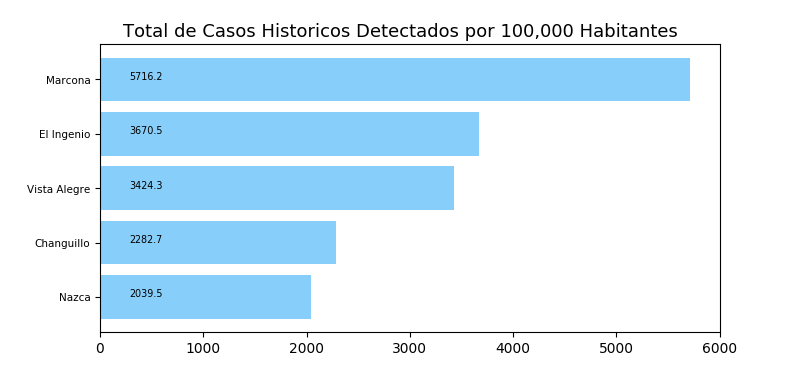 Total de Casos Historicos Detectados por 100,000 Habitantes
Marcona 5716.2
El Ingenio 3670.5
Vista Alegre 3424.3
Changuillo 2282.7
Nazca 2039.5
0 1000 2000 3000 4000 5000 6000